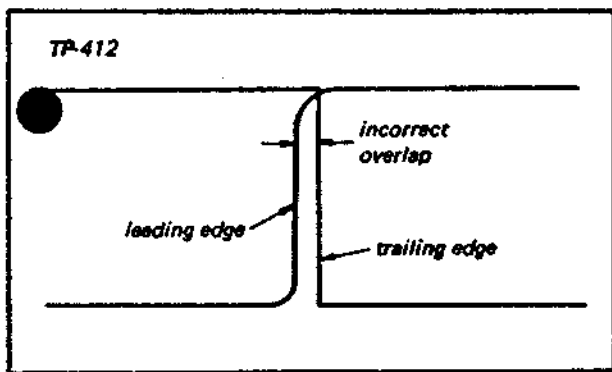 TP-412
incorrect
overlap
leading edge
trailing edge